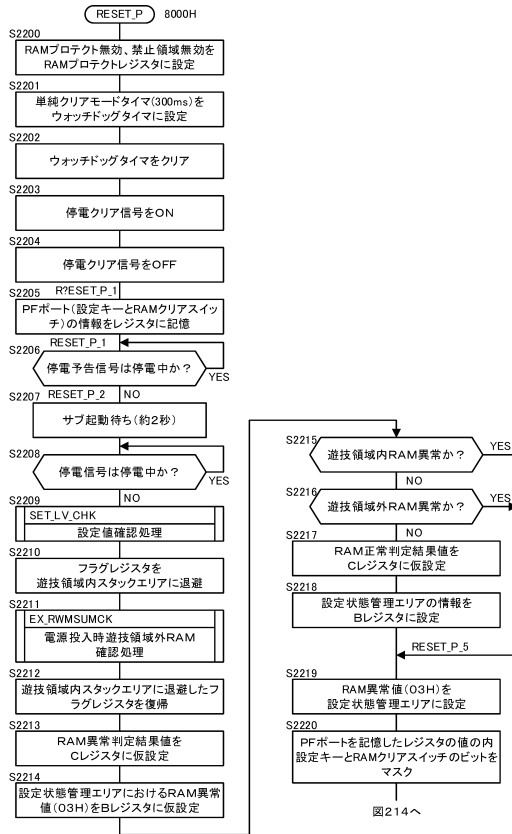 RESET_P 8000H
S2200
RAMプロテクト無効、禁止領域無効を
RAMプロテクトレジスタに設定
S2201
単純クリアモードタイマ(300ms)を
ウォッチドッグタイマに設定
S2202
ウォッチドッグタイマをクリア
S2203
停電クリア信号をON
S2204
停電クリア信号をOFF
S2205 R?ESET_P_1
PFポート(設定キーとRAMクリアスイッ
チ)の情報をレジスタに記憶
S2206 RESET_P_1
停電予告信号は停電中か?
YES
S2207 RESET_P_2 NO
サブ起動待ち(約2秒)
S2208
停電信号は停電中か?
YES
NO
S2209
SET_LV_CHK
設定値確認処理
S2210
フラグレジスタを
遊技領域内スタックエリアに退避
S2211
EX_RWMSUMCK
電源投入時遊技領域外RAM
確認処理
S2212
遊技領域内スタックエリアに退避したフ
ラグレジスタを復帰
S2213
RAM異常判定結果値を
Cレジスタに仮設定
S2214
設定状態管理エリアにおけるRAM異常
値(03H)をBレジスタに仮設定
S2215
遊技領域内RAM異常か?
YES
NO
S2216
遊技領域外RAM異常か?
YES
NO
S2217
RAM正常判定結果値を
Cレジスタに仮設定
S2218
設定状態管理エリアの情報を
Bレジスタに設定
RESET_P_5
S2219
RAM異常値(03H)を
設定状態管理エリアに設定
S2220
PFポートを記憶したレジスタの値の内
設定キーとRAMクリアスイッチのビットを
マスク
図214へ